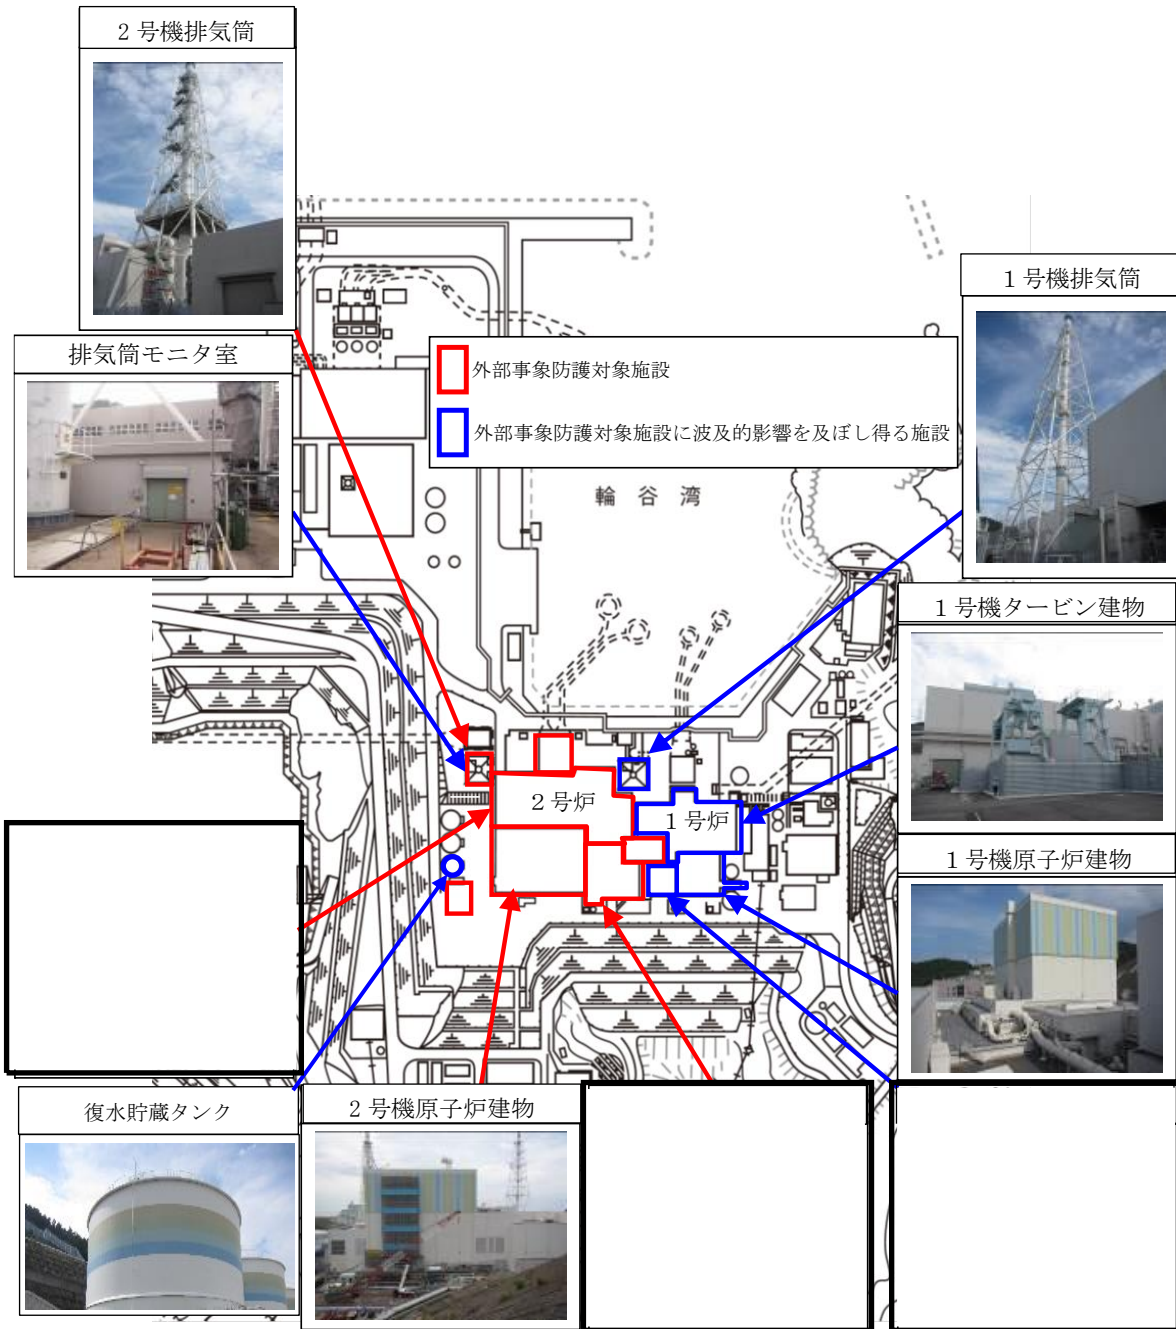 2号機排気筒
1号機排気筒
排気筒モニタ室
外部事象防護対象施設
外部事象防護対象施設に波及的影響を及ぼし得る施設
輪谷湾
1号機タービン建物
2号炉
1号炉
1号機原子炉建物
復水貯蔵タンク
2号機原子炉建物